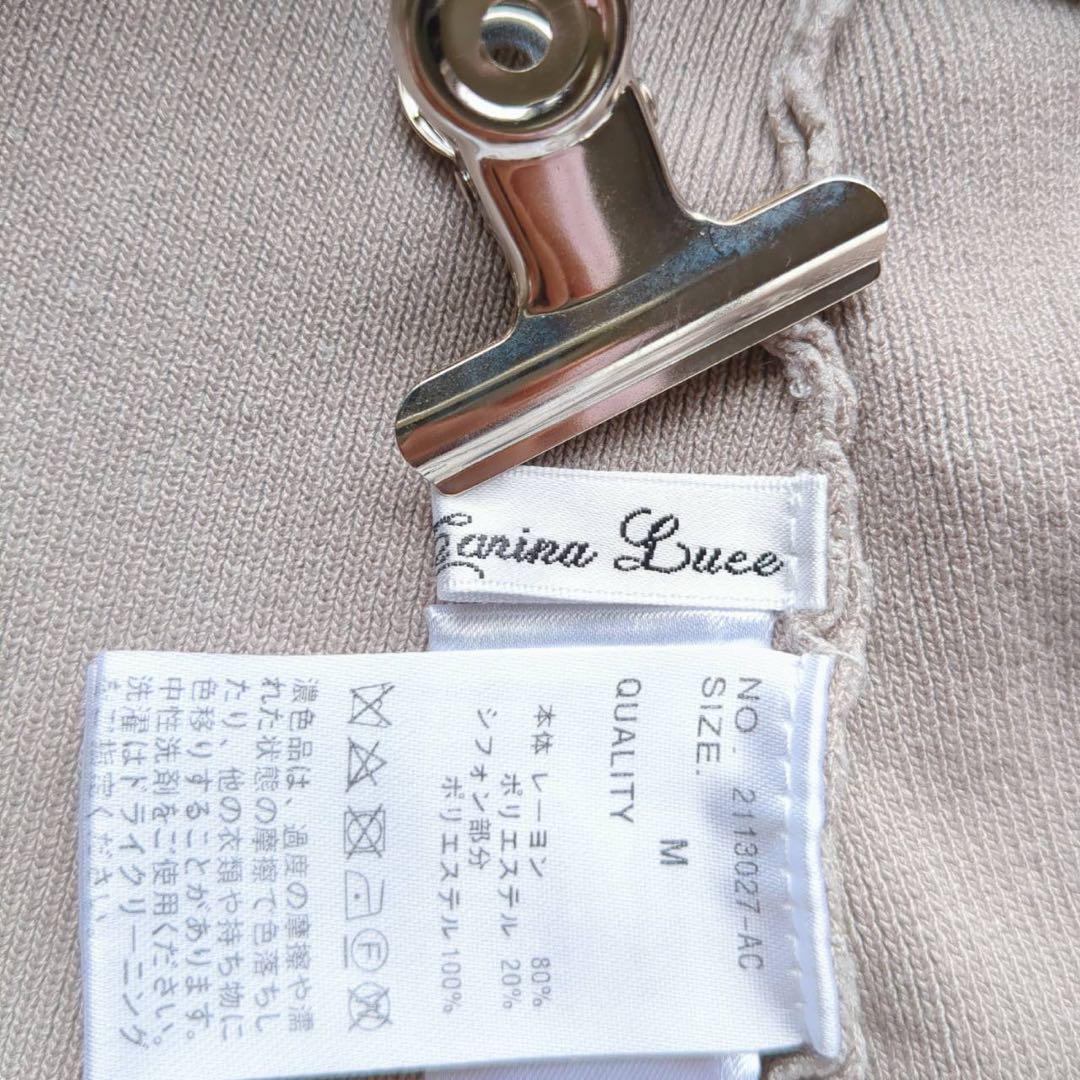 Carina Luce
NO. 2113027-AC
SIZE. M
QUALITY
本体 レーヨン 80%
ポリエステル 20%
シフォン部分
ポリエステル100%
F
濃色品は、過度の摩擦や濡
れた状態の摩擦で色落ちし
たり、他の衣類や持ち物に
色移りすることがあります。
中性洗剤をご使用ください。
洗濯はドライクリーニング